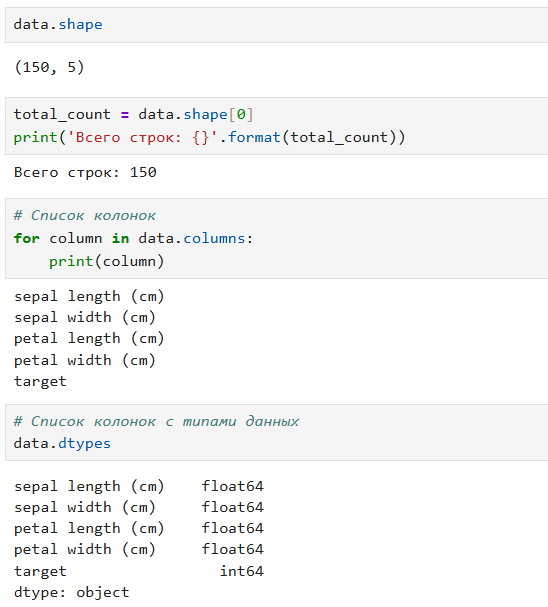 data.shape
(150, 5)
total_count = data.shape[0]
print('Всего строк: {}'.format(total_count))
Всего строк: 150
# Список колонок
for column in data.columns:
    print(column)
sepal length (cm)
sepal width (cm)
petal length (cm)
petal width (cm)
target
# Список колонок с типами данных
data.dtypes
sepal length (cm)    float64
sepal width (cm)     float64
petal length (cm)    float64
petal width (cm)     float64
target                 int64
dtype: object